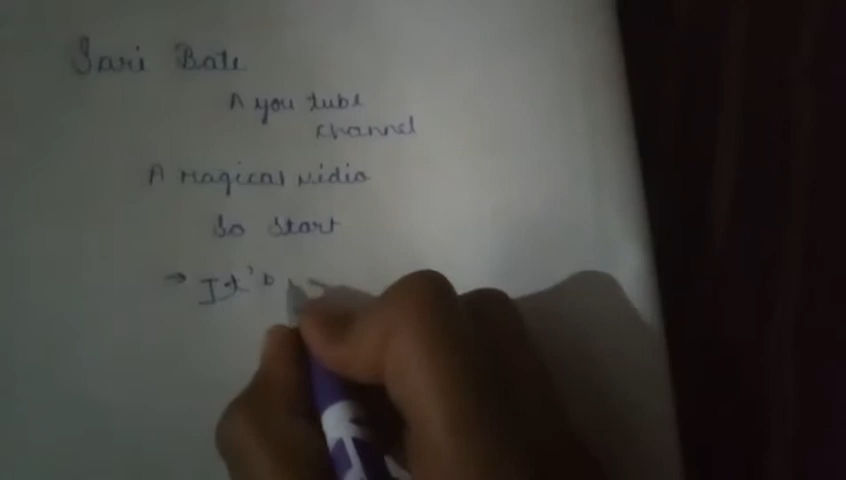 Sari Bate
A you tube
channel
A Magical vidio
So Start
→ It's